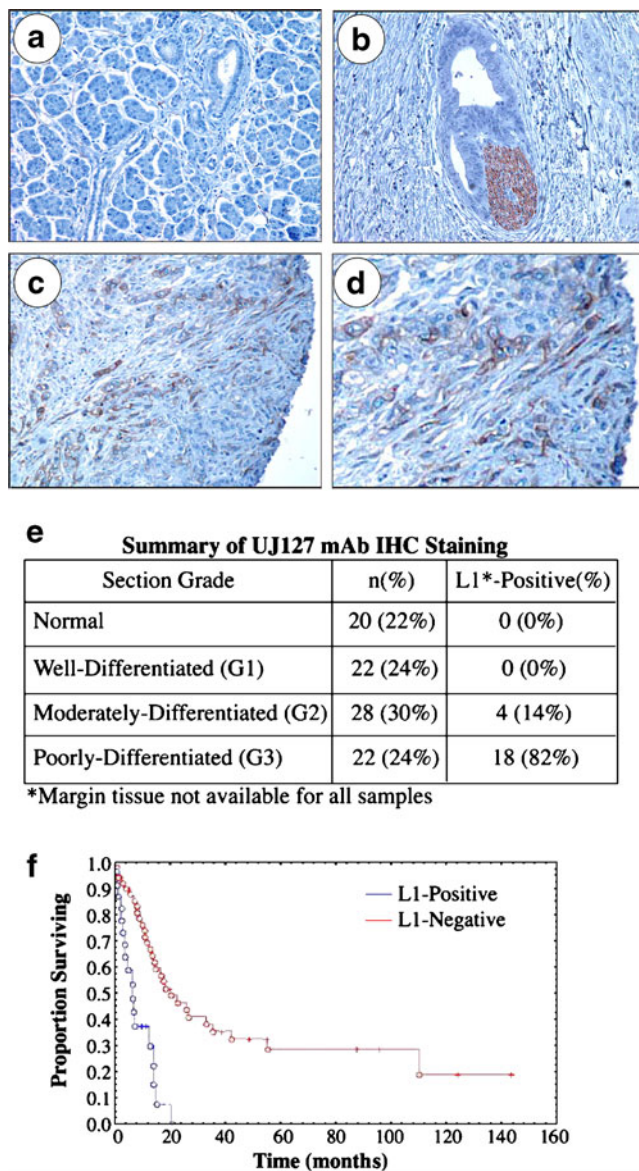 a
b
c
d
e
Summary of UJ127 mAb IHC Staining
Section Grade n(%) L1*-Positive(%)
Normal 20 (22%) 0 (0%)
Well-Differentiated (G1) 22 (24%) 0 (0%)
Moderately-Differentiated (G2) 28 (30%) 4 (14%)
Poorly-Differentiated (G3) 22 (24%) 18 (82%)
*Margin tissue not available for all samples
f
L1-Positive
L1-Negative
Proportion Surviving
1.0
0.9
0.8
0.7
0.6
0.5
0.4
0.3
0.2
0.1
0.0
0 20 40 60 80 100 120 140 160
Time (months)